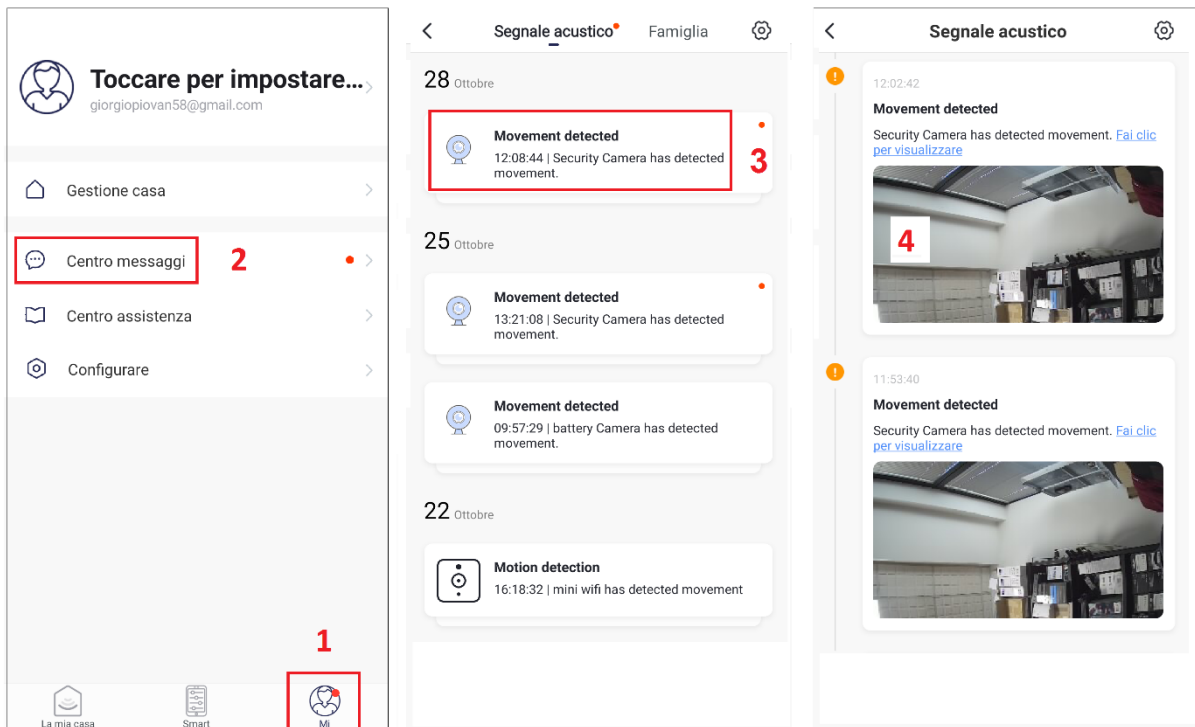 Toccare per impostare...
giorgiopiovan58@gmail.com
Gestione casa
Centro messaggi
2
Centro assistenza
Configurare
1
La mia casa
Smart
Mi
Segnale acustico
Famiglia
28 Ottobre
Movement detected
12:08:44 | Security Camera has detected
movement.
3
25 Ottobre
Movement detected
13:21:08 | Security Camera has detected
movement.
Movement detected
09:57:29 | battery Camera has detected
movement.
22 Ottobre
Motion detection
16:18:32 | mini wifi has detected movement
Segnale acustico
12:02:42
Movement detected
Security Camera has detected movement. Fai clic
per visualizzare
4
11:53:40
Movement detected
Security Camera has detected movement. Fai clic
per visualizzare